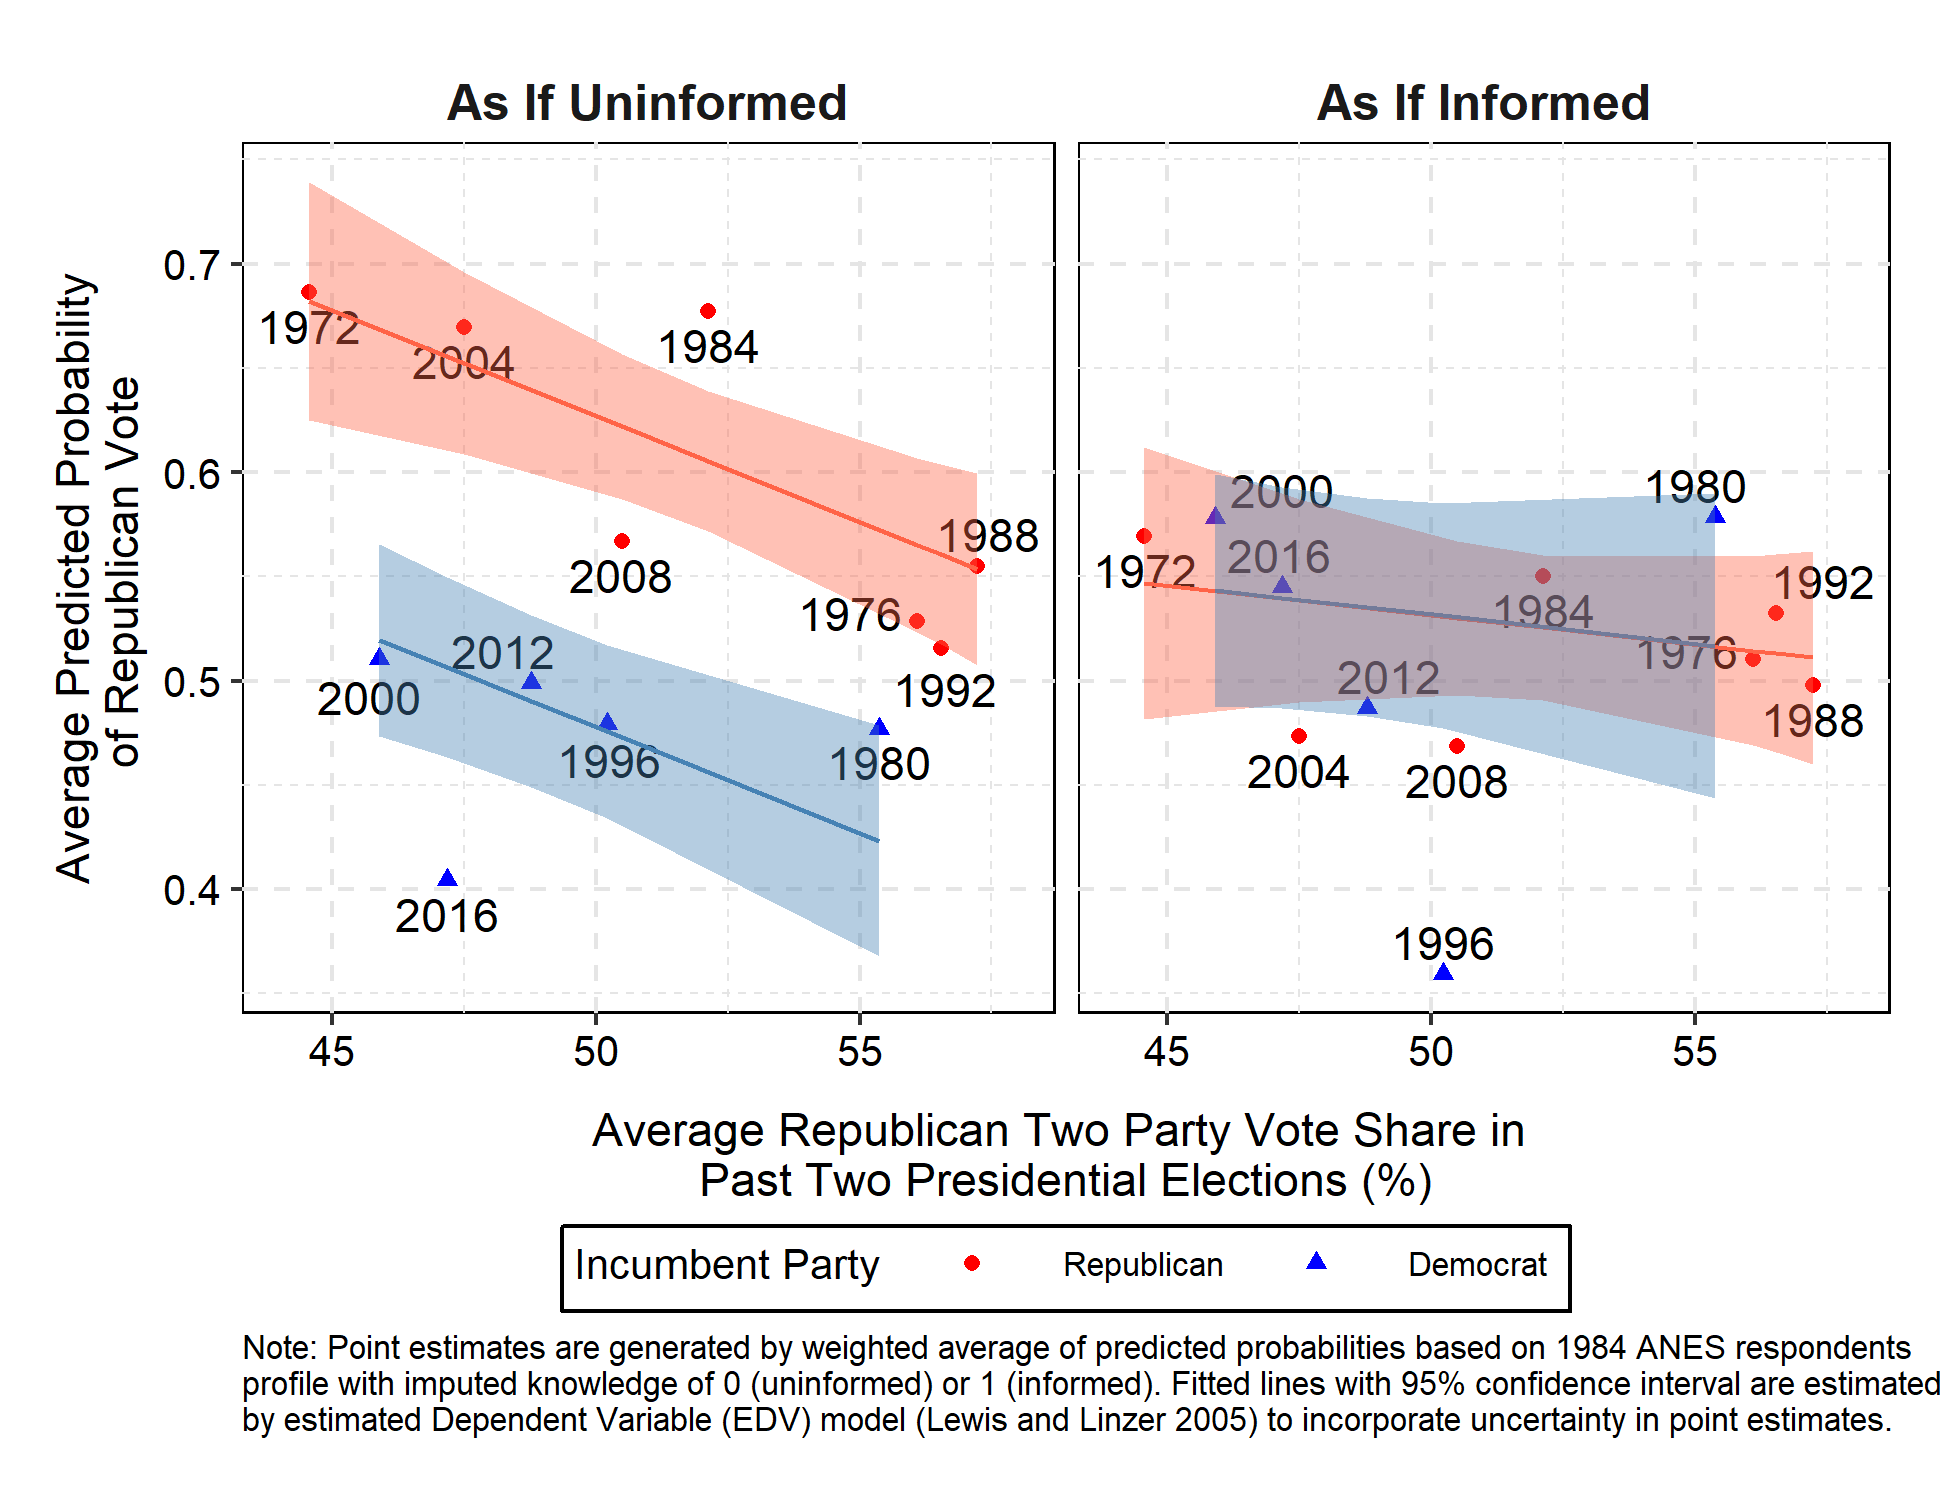 As If Uninformed
As If Informed
Average Predicted Probability
of Republican Vote
0.7
0.6
0.5
0.4
1972
2004
1984
2008
1988
1976
1992
2012
2000
1996
1980
2016
2000
1980
2016
1972
1992
1984
1976
2012
1988
2004
2008
1996
45
50
55
45
50
55
Average Republican Two Party Vote Share in
Past Two Presidential Elections (%)
Incumbent Party
Republican
Democrat
Note: Point estimates are generated by weighted average of predicted probabilities based on 1984 ANES respondents
profile with imputed knowledge of 0 (uninformed) or 1 (informed). Fitted lines with 95% confidence interval are estimated
by estimated Dependent Variable (EDV) model (Lewis and Linzer 2005) to incorporate uncertainty in point estimates.